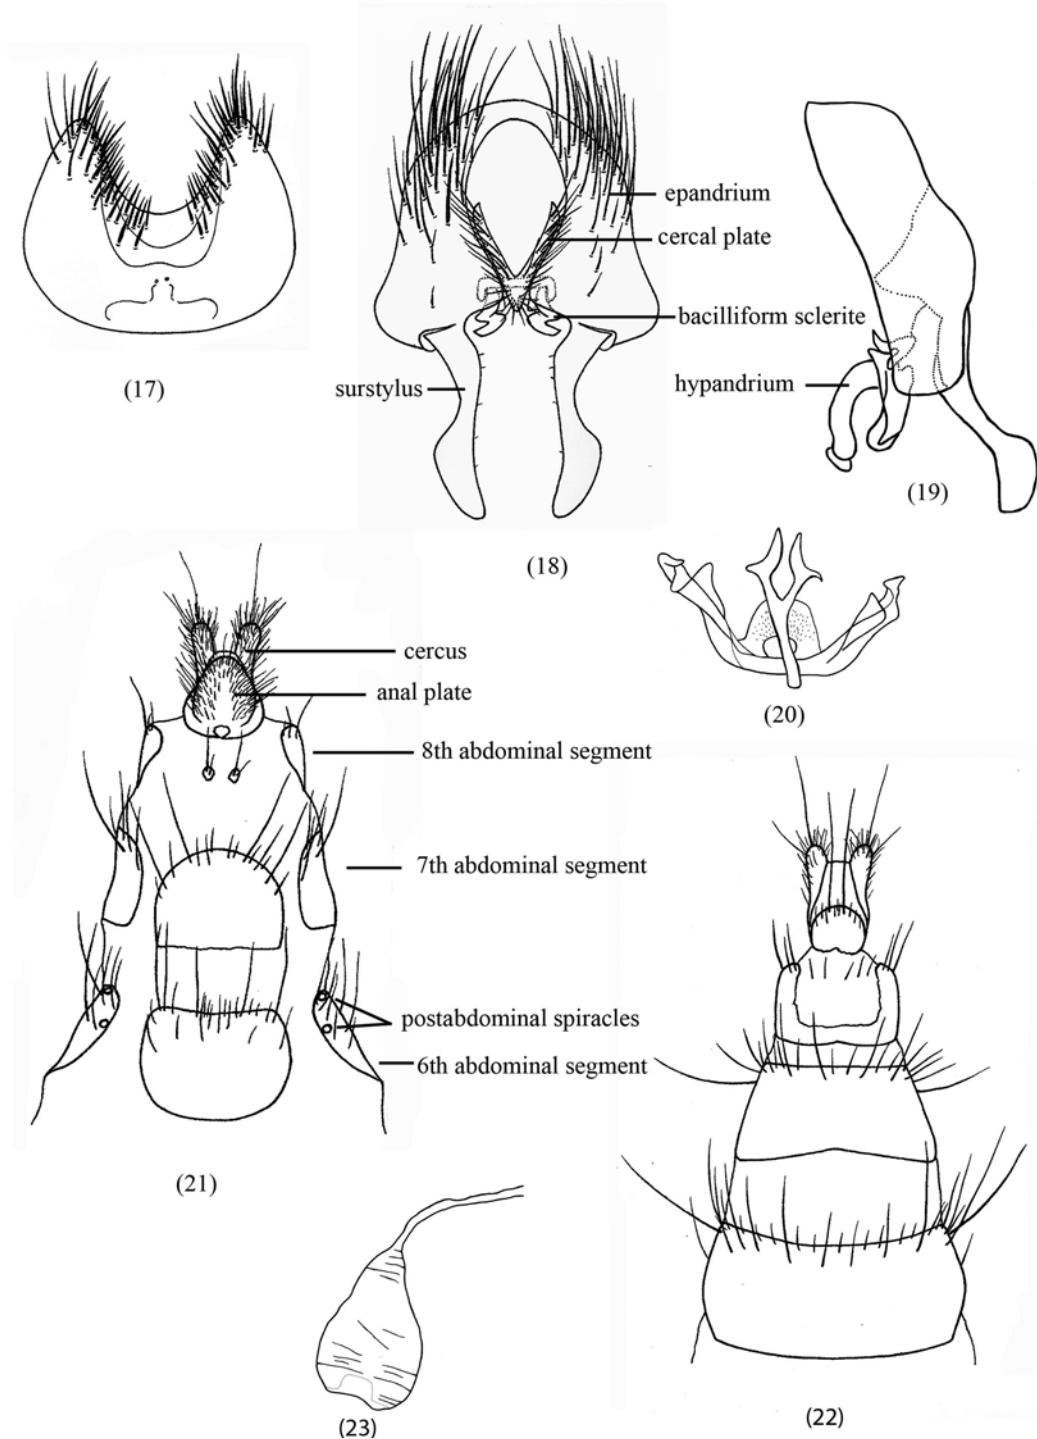 epandrium
cercal plate
bacilliform sclerite
surstylus
hypandrium
(17)
(18)
(19)
cercus
anal plate
(20)
8th abdominal segment
7th abdominal segment
postabdominal spiracles
6th abdominal segment
(21)
(22)
(23)